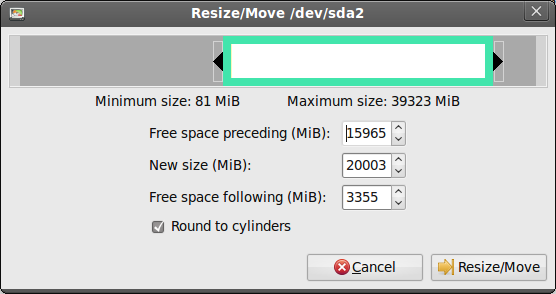 Resize/Move /dev/sda2
Minimum size: 81 MiB Maximum size: 39323 MiB
Free space preceding (MiB): 15965
New size (MiB): 20003
Free space following (MiB): 3355
Round to cylinders
Cancel Resize/Move